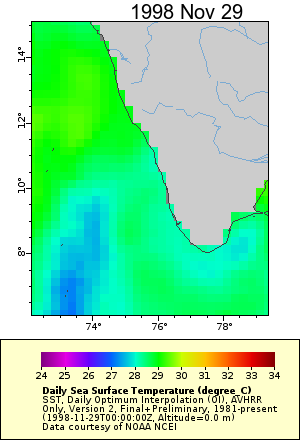 1998 Nov 29
14°
12°
10°
8°
74°
76°
78°
24 25 26 27 28 29 30 31 32 33 34
Daily Sea Surface Temperature (degree_C)
SST, Daily Optimum Interpolation (OI), AVHRR
Only, Version 2, Final+Preliminary, 1981-present
(1998-11-29T00:00:00Z, Altitude=0.0 m)
Data courtesy of NOAA NCEI